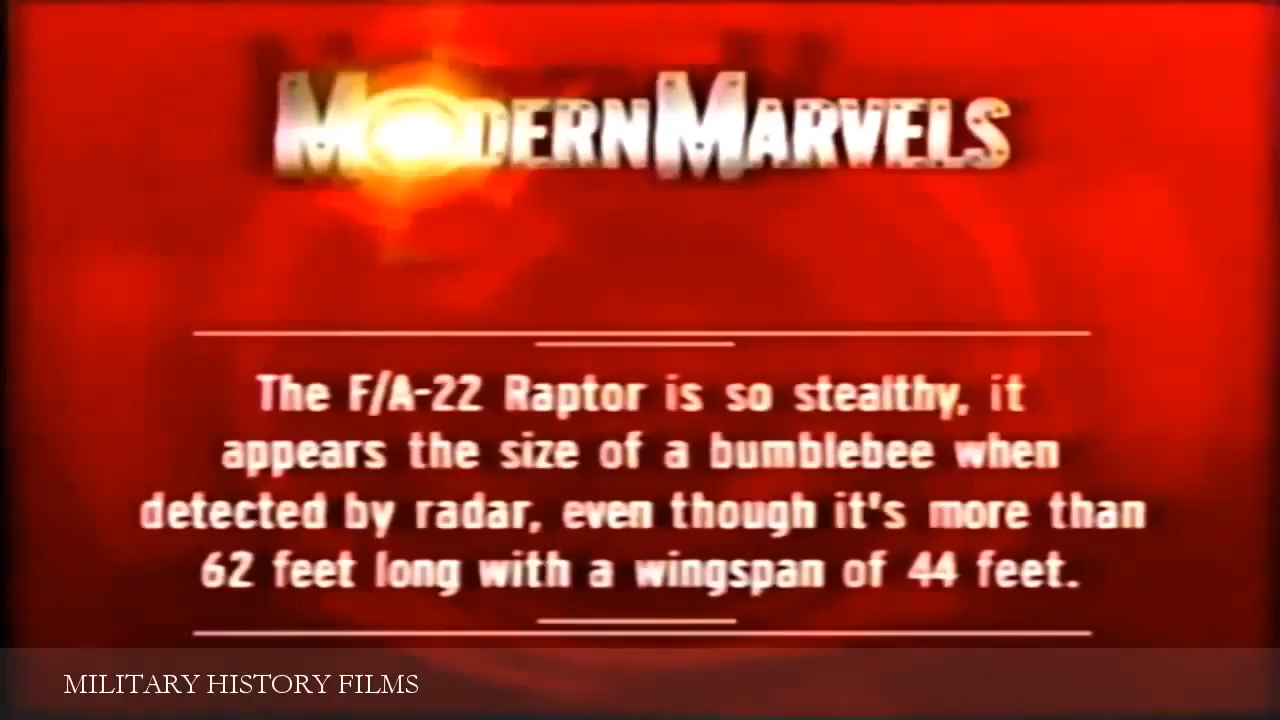 MODERN MARVELS
The F/A-22 Raptor is so stealthy, it
appears the size of a bumblebee when
detected by radar, even though it's more than
62 feet long with a wingspan of 44 feet.
MILITARY HISTORY FILMS